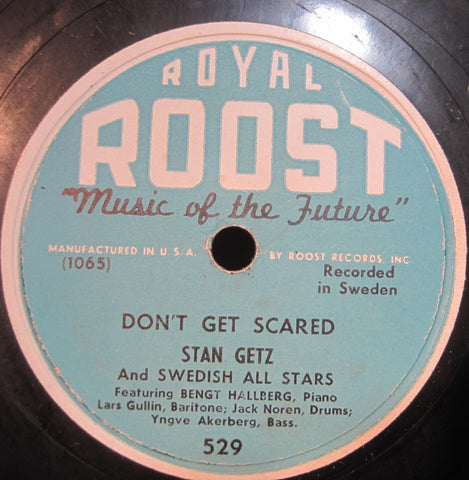 ROYAL
ROOST
"Music of the Future"
MANUFACTURED IN U.S.A. BY ROOST RECORDS, INC
(1065) Recorded
in Sweden
DON'T GET SCARED
STAN GETZ
And SWEDISH ALL STARS
Featuring BENGT HALLBERG, Piano
Lars Gullin, Baritone; Jack Noren, Drums;
Yngve Akerberg, Bass.
529